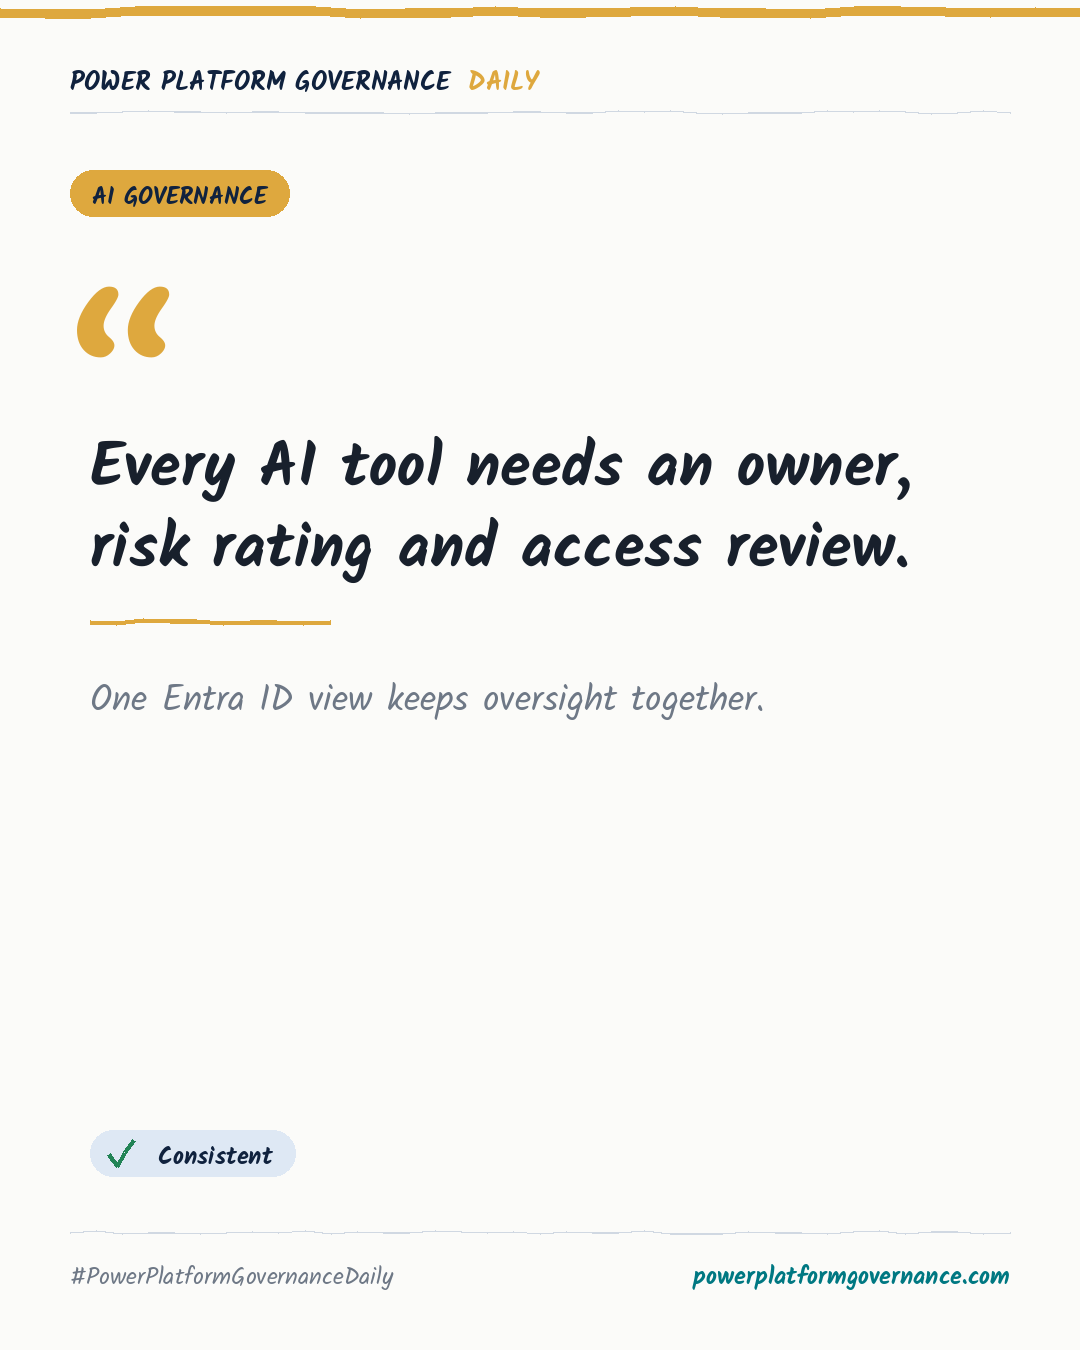 POWER PLATFORM GOVERNANCE DAILY
AI GOVERNANCE
“
Every AI tool needs an owner,
risk rating and access review.
One Entra ID view keeps oversight together.
✓ Consistent
#PowerPlatformGovernanceDaily
powerplatformgovernance.com